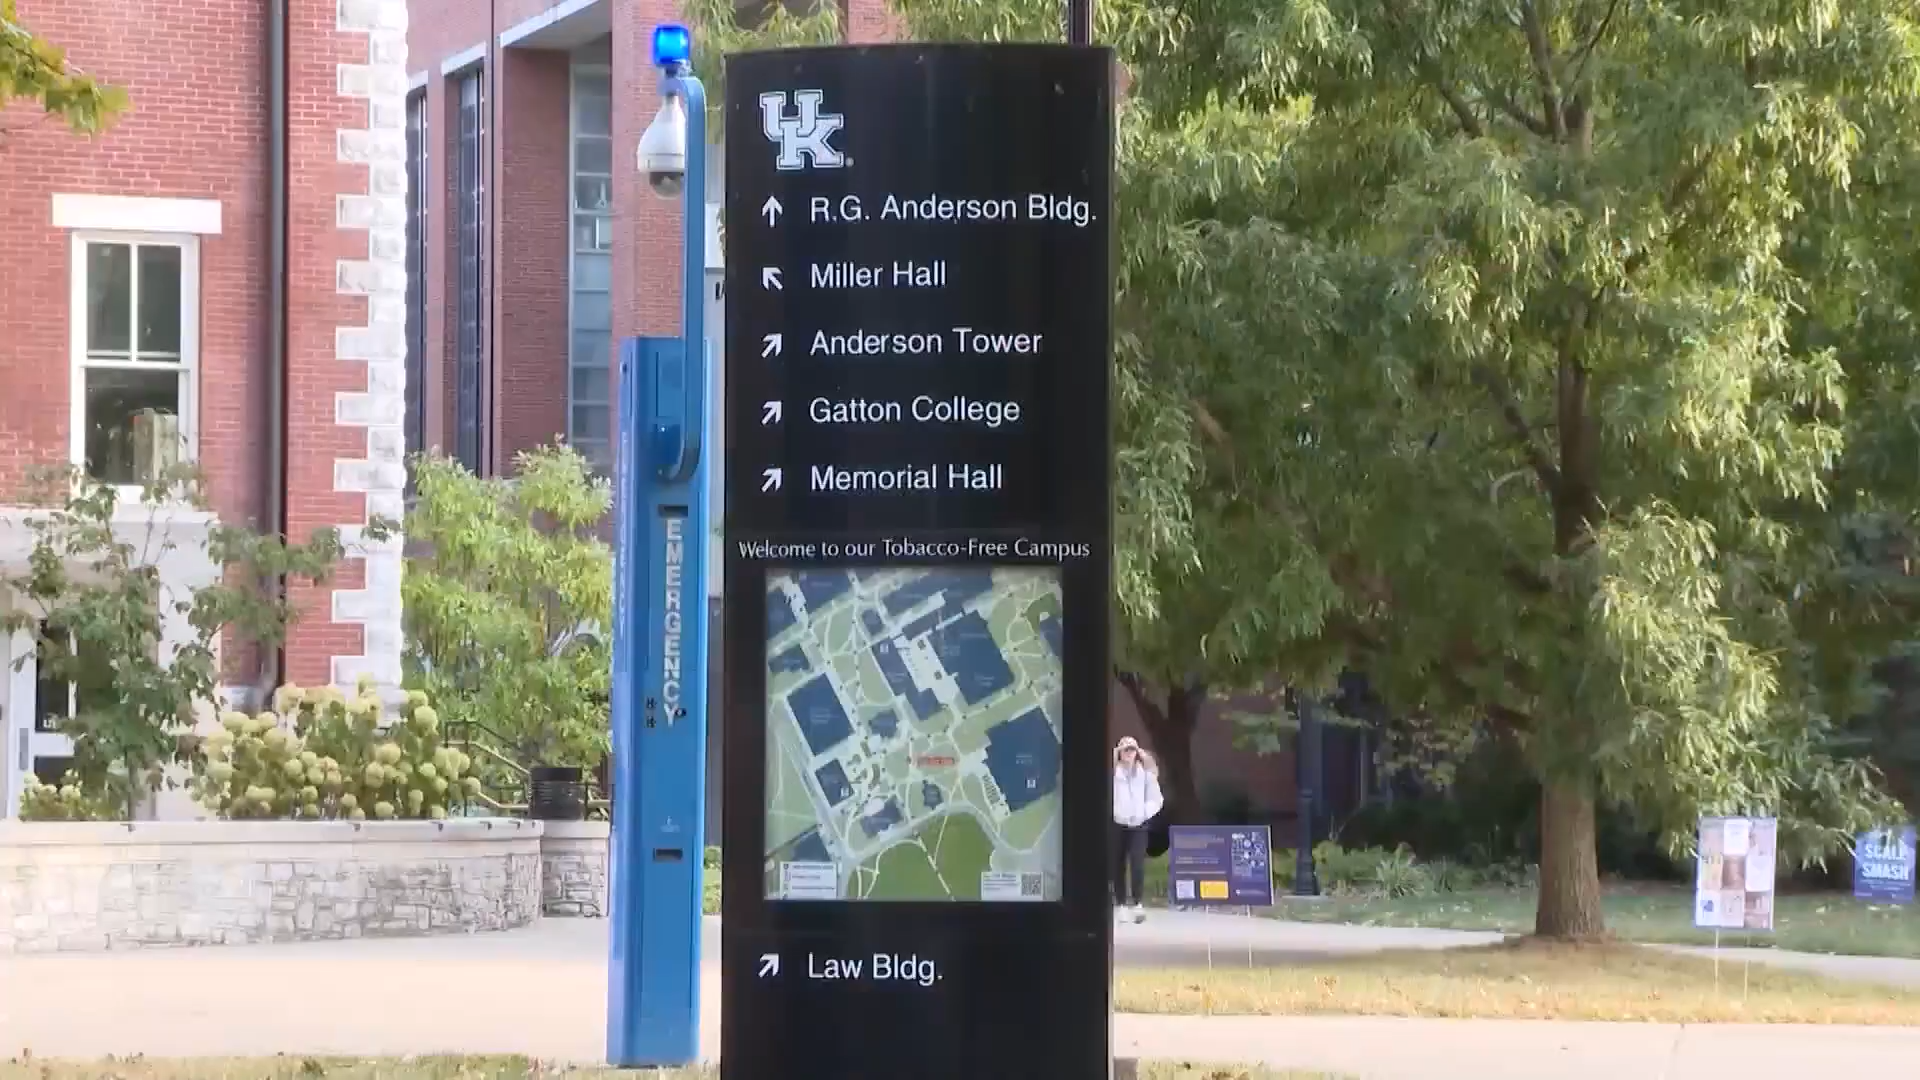 UK
R.G. Anderson Bldg.
Miller Hall
Anderson Tower
Gatton College
Memorial Hall
Welcome to our Tobacco-Free Campus
Law Bldg.
EMERGENCY
SCALE
SMASH